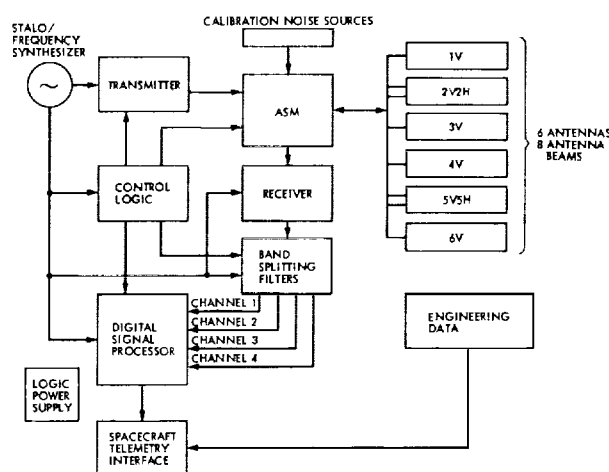 STALO/
FREQUENCY
SYNTHESIZER
~
CALIBRATION NOISE SOURCES
TRANSMITTER
ASM
1V
2V2H
3V
4V
5V5H
6V
6 ANTENNAS
8 ANTENNA
BEAMS
CONTROL
LOGIC
RECEIVER
BAND
SPLITTING
FILTERS
CHANNEL 1
CHANNEL 2
CHANNEL 3
CHANNEL 4
DIGITAL
SIGNAL
PROCESSOR
ENGINEERING
DATA
LOGIC
POWER
SUPPLY
SPACECRAFT
TELEMETRY
INTERFACE